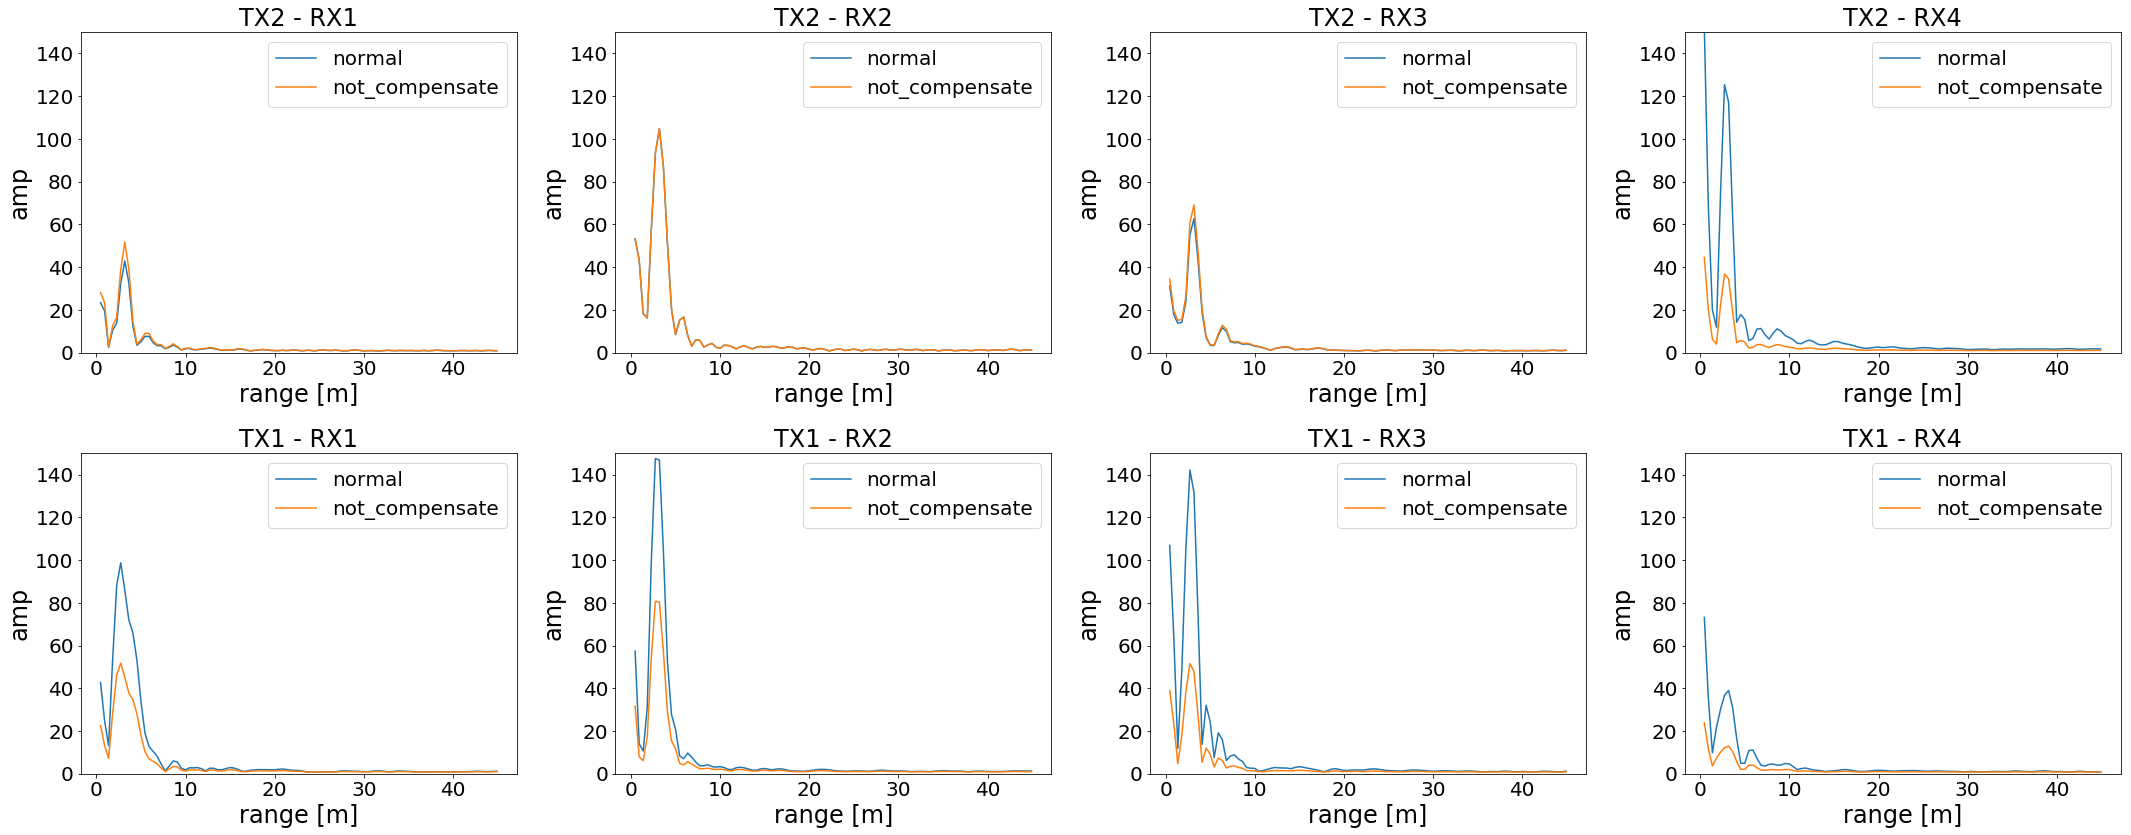 TX2 - RX1
TX2 - RX2
TX2 - RX3
TX2 - RX4
140
120
100
80
60
40
20
0
amp
normal
not_compensate
0 10 20 30 40
range [m]
140
120
100
80
60
40
20
0
amp
normal
not_compensate
0 10 20 30 40
range [m]
140
120
100
80
60
40
20
0
amp
normal
not_compensate
0 10 20 30 40
range [m]
140
120
100
80
60
40
20
0
amp
normal
not_compensate
0 10 20 30 40
range [m]
TX1 - RX1
TX1 - RX2
TX1 - RX3
TX1 - RX4
140
120
100
80
60
40
20
0
amp
normal
not_compensate
0 10 20 30 40
range [m]
140
120
100
80
60
40
20
0
amp
normal
not_compensate
0 10 20 30 40
range [m]
140
120
100
80
60
40
20
0
amp
normal
not_compensate
0 10 20 30 40
range [m]
140
120
100
80
60
40
20
0
amp
normal
not_compensate
0 10 20 30 40
range [m]